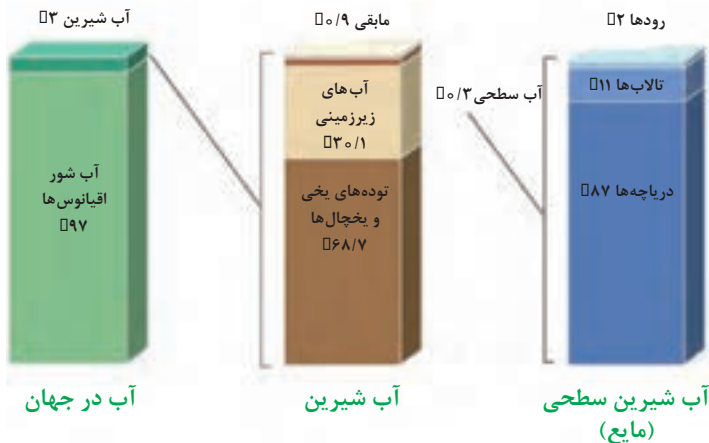 رودها ۲٪
تالاب‌ها ۱۱٪
دریاچه‌ها ۸۷٪
آب شیرین سطحی
(مایع)
آب سطحی ۰/۳٪
مابقی ۰/۹٪
آب‌های
زیرزمینی
۳۰/۱٪
توده‌های یخی
و یخچال‌ها
۶۸/۷٪
آب شیرین
آب شیرین ۳٪
آب شور
اقیانوس‌ها
۹۷٪
آب در جهان